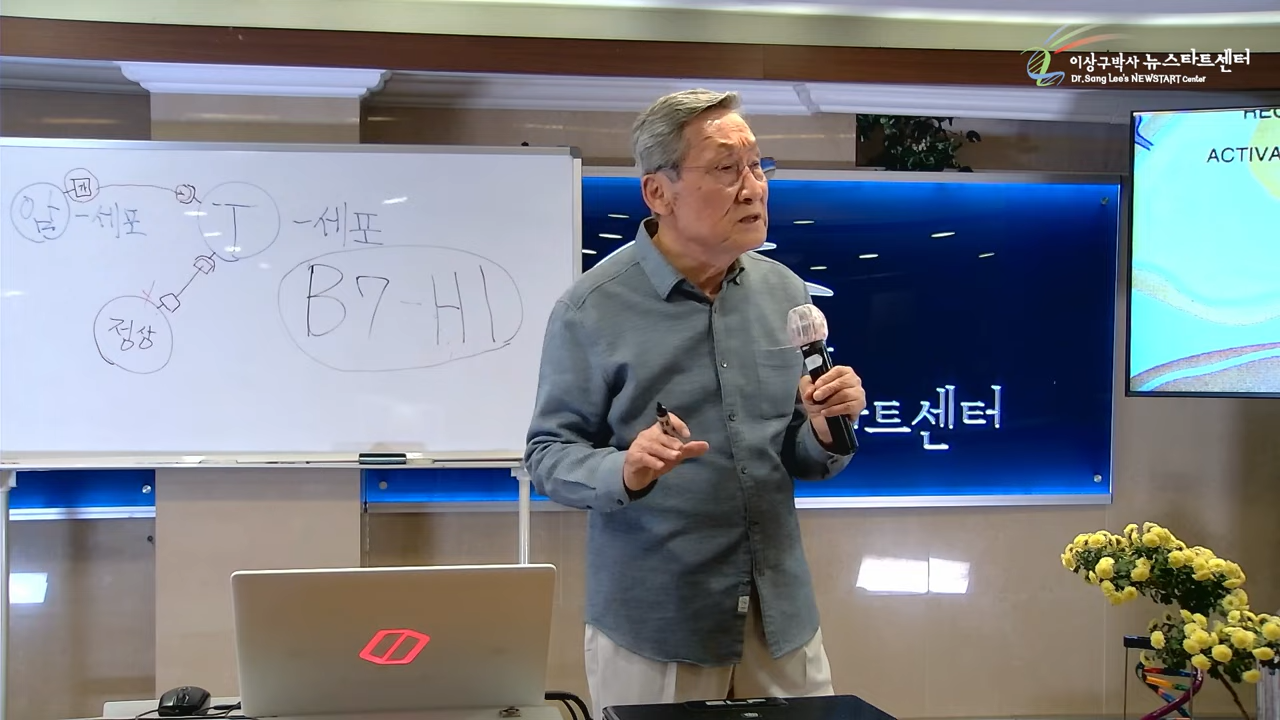 이상구박사 뉴스타트센터
Dr.Sang Lee's NEWSTART Center
암 -세포
T -세포
B7-H1
정상
ACTIVA
타트센터